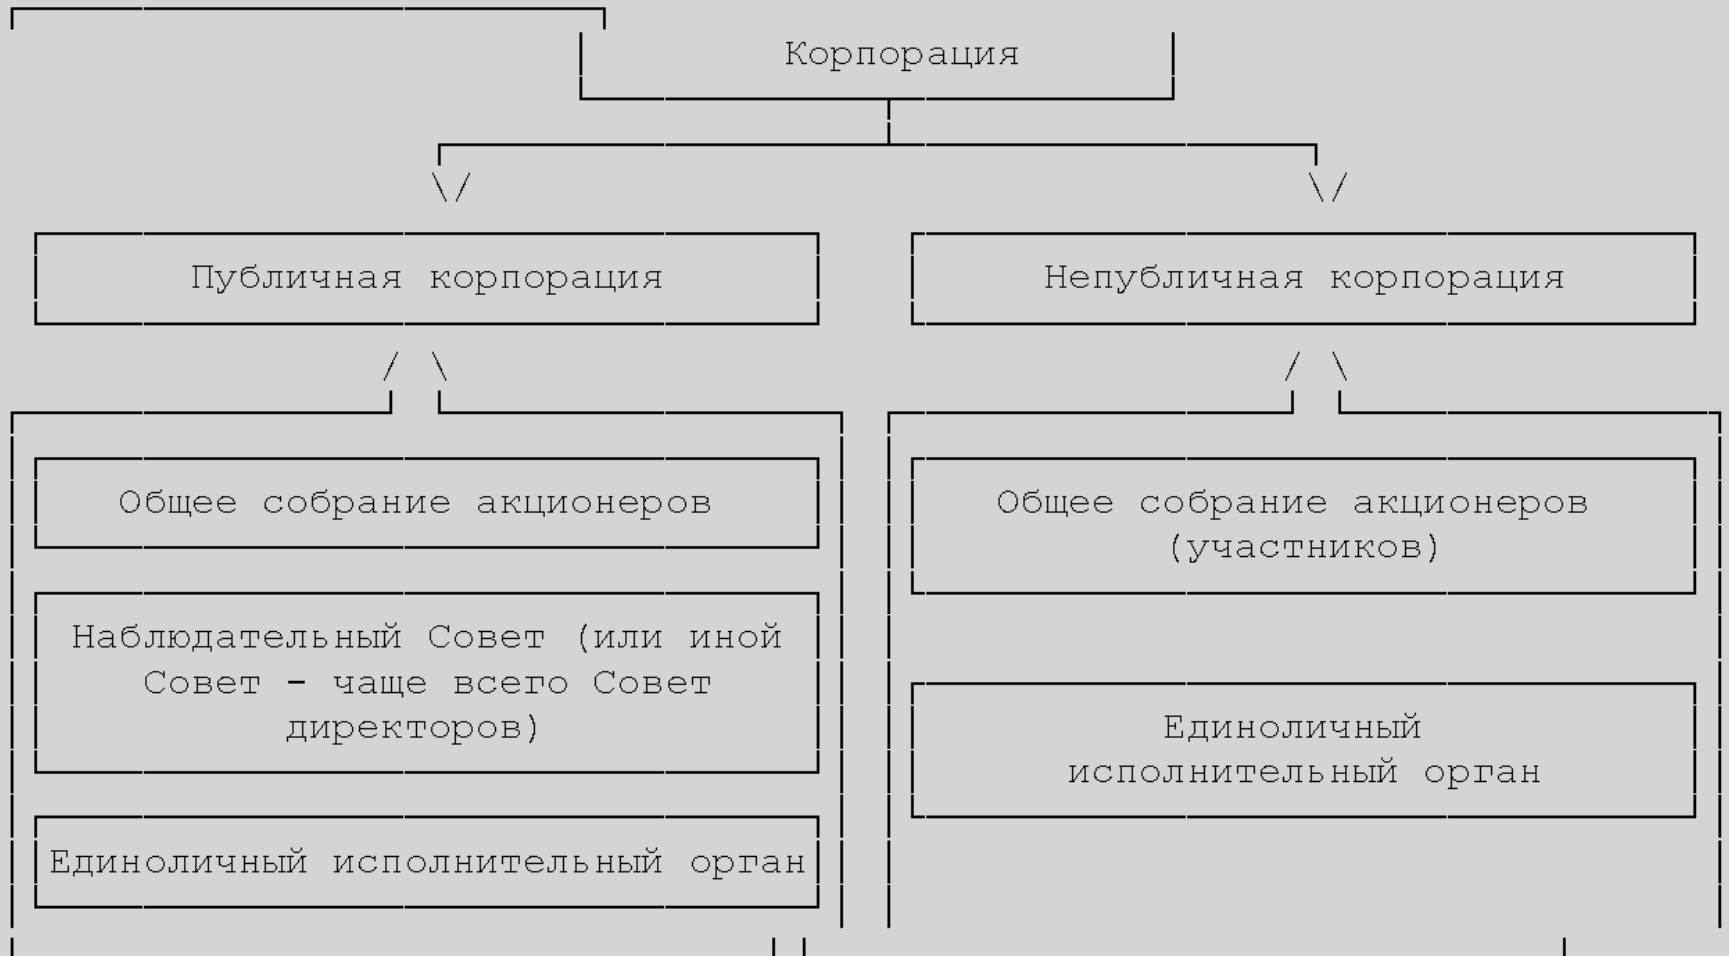 Корпорация
Публичная корпорация
Непубличная корпорация
Общее собрание акционеров
Наблюдательный Совет (или иной
Совет - чаще всего Совет
директоров)
Единоличный исполнительный орган
Общее собрание акционеров
(участников)
Единоличный
исполнительный орган